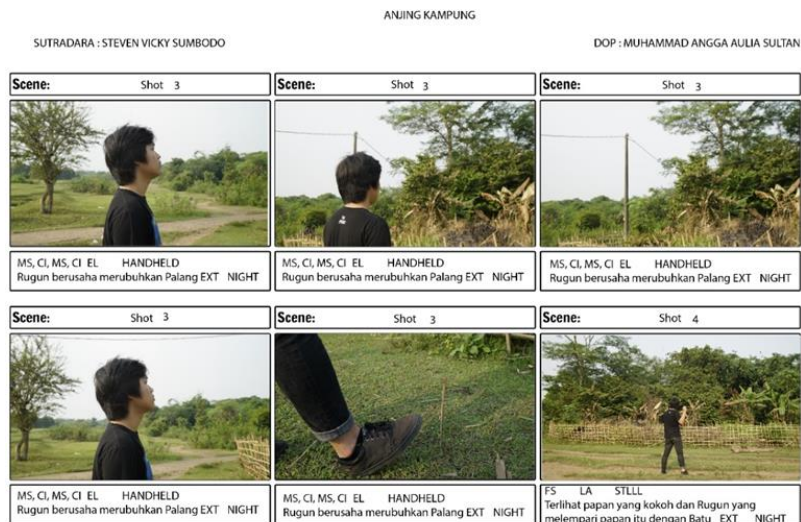 ANJING KAMPUNG
SUTRADARA : STEVEN VICKY SUMBODO
DOP : MUHAMMAD ANGGA AULIA SULTAN
Scene: Shot 3
Scene: Shot 3
Scene: Shot 3
MS, CI, MS, CI EL HANDHELD
Rugun berusaha merubuhkan Palang EXT NIGHT
MS, CI, MS, CI EL HANDHELD
Rugun berusaha merubuhkan Palang EXT NIGHT
MS, CI, MS, CI EL HANDHELD
Rugun berusaha merubuhkan Palang EXT NIGHT
Scene: Shot 3
Scene: Shot 3
Scene: Shot 4
MS, CI, MS, CI EL HANDHELD
Rugun berusaha merubuhkan Palang EXT NIGHT
MS, CI, MS, CI EL HANDHELD
Rugun berusaha merubuhkan Palang EXT NIGHT
FS LA STLLL
Terlihat papan yang kokoh dan Rugun yang
melempari papan itu dengan Batu EXT NIGHT